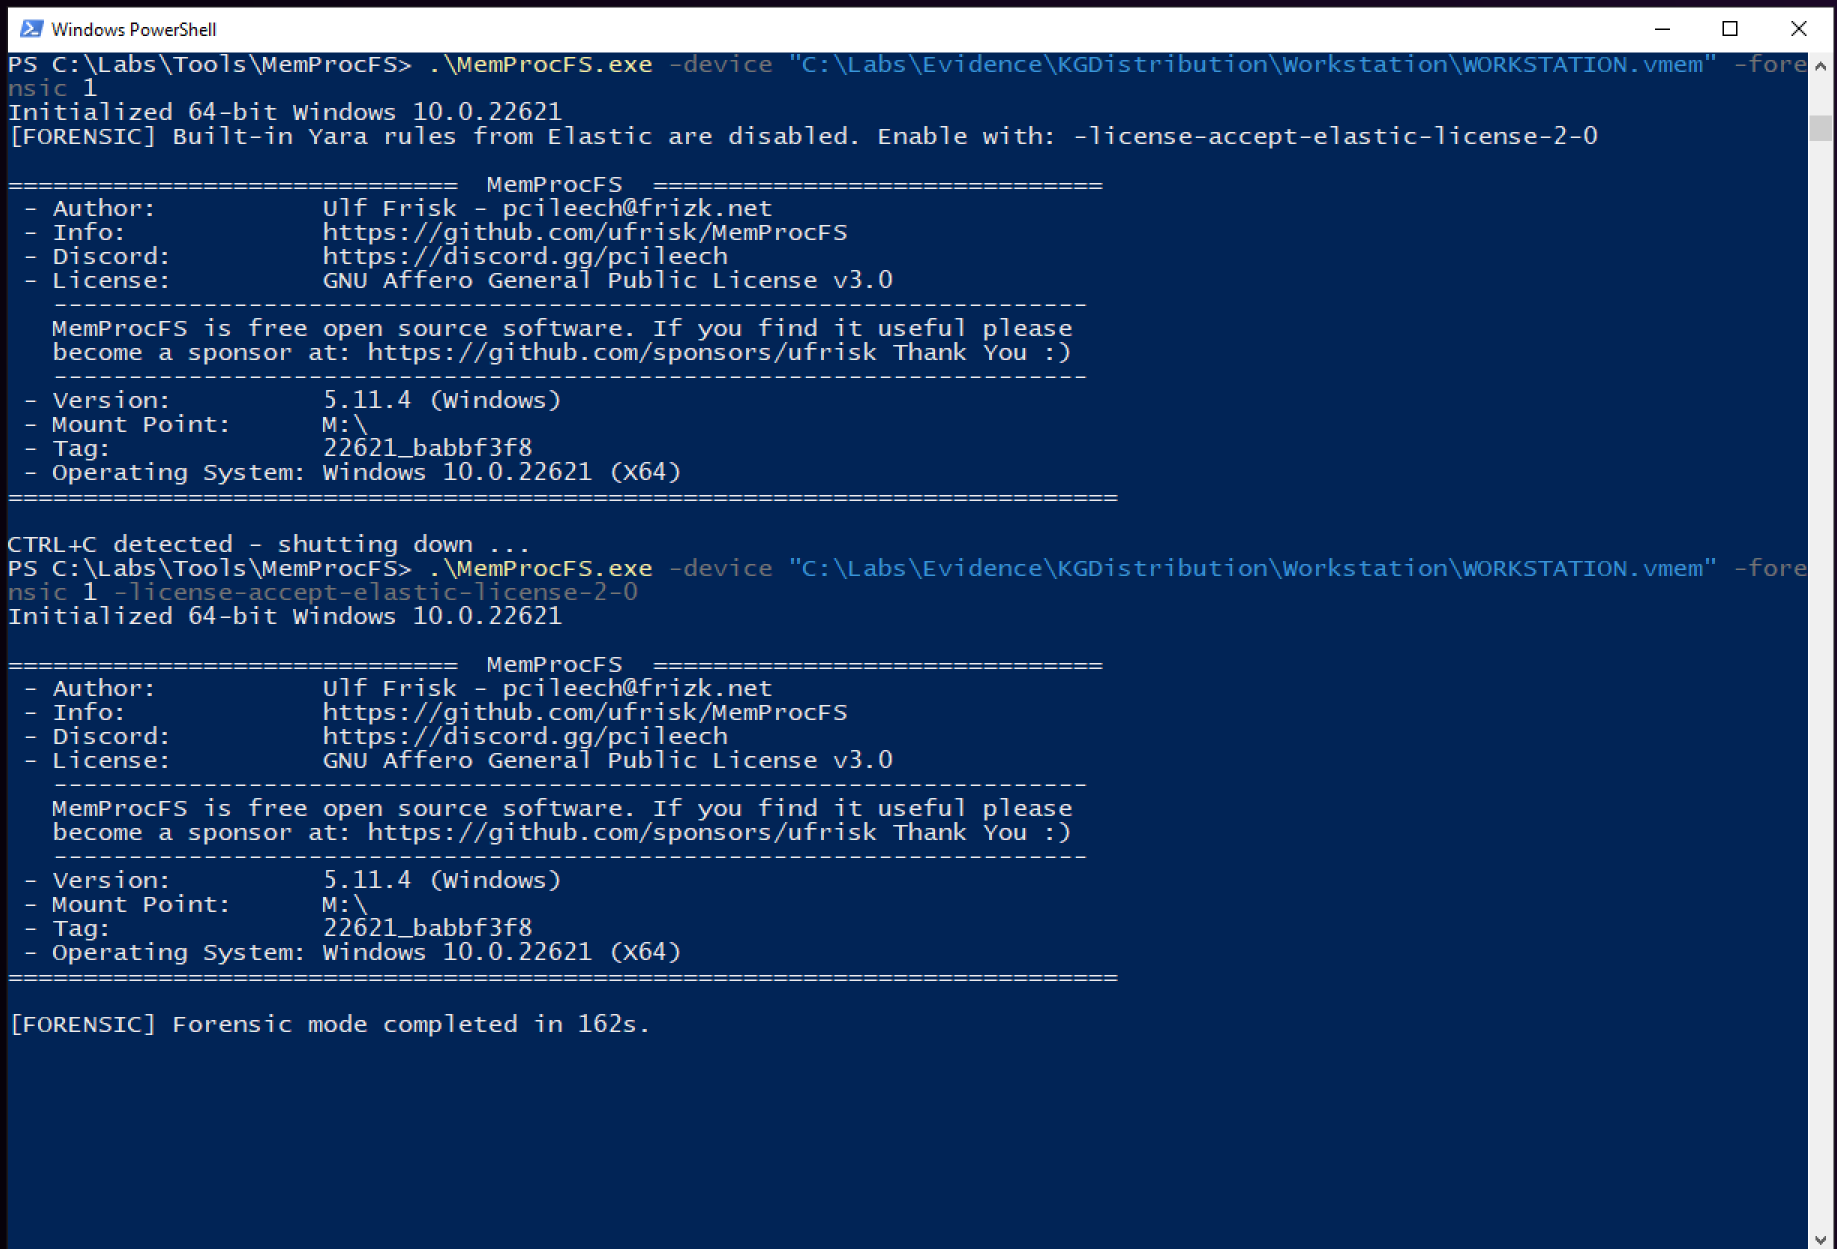 Windows PowerShell
PS C:\Labs\Tools\MemProcFS> .\MemProcFS.exe -device "C:\Labs\Evidence\KGDistribution\Workstation\WORKSTATION.vmem" -fore
nsic 1
Initialized 64-bit Windows 10.0.22621
[FORENSIC] Built-in Yara rules from Elastic are disabled. Enable with: -license-accept-elastic-license-2-0
============================== MemProcFS ==============================
- Author: Ulf Frisk - pcileech@frizk.net
- Info: https://github.com/ufrisk/MemProcFS
- Discord: https://discord.gg/pcileech
- License: GNU Affero General Public License v3.0
---------------------------------------------------------------------
MemProcFS is free open source software. If you find it useful please
become a sponsor at: https://github.com/sponsors/ufrisk Thank You :)
---------------------------------------------------------------------
- Version: 5.11.4 (Windows)
- Mount Point: M:\
- Tag: 22621_babbf3f8
- Operating System: Windows 10.0.22621 (X64)
==========================================================================
CTRL+C detected - shutting down ...
PS C:\Labs\Tools\MemProcFS> .\MemProcFS.exe -device "C:\Labs\Evidence\KGDistribution\Workstation\WORKSTATION.vmem" -fore
nsic 1 -license-accept-elastic-license-2-0
Initialized 64-bit Windows 10.0.22621
============================== MemProcFS ==============================
- Author: Ulf Frisk - pcileech@frizk.net
- Info: https://github.com/ufrisk/MemProcFS
- Discord: https://discord.gg/pcileech
- License: GNU Affero General Public License v3.0
---------------------------------------------------------------------
MemProcFS is free open source software. If you find it useful please
become a sponsor at: https://github.com/sponsors/ufrisk Thank You :)
---------------------------------------------------------------------
- Version: 5.11.4 (Windows)
- Mount Point: M:\
- Tag: 22621_babbf3f8
- Operating System: Windows 10.0.22621 (X64)
==========================================================================
[FORENSIC] Forensic mode completed in 162s.